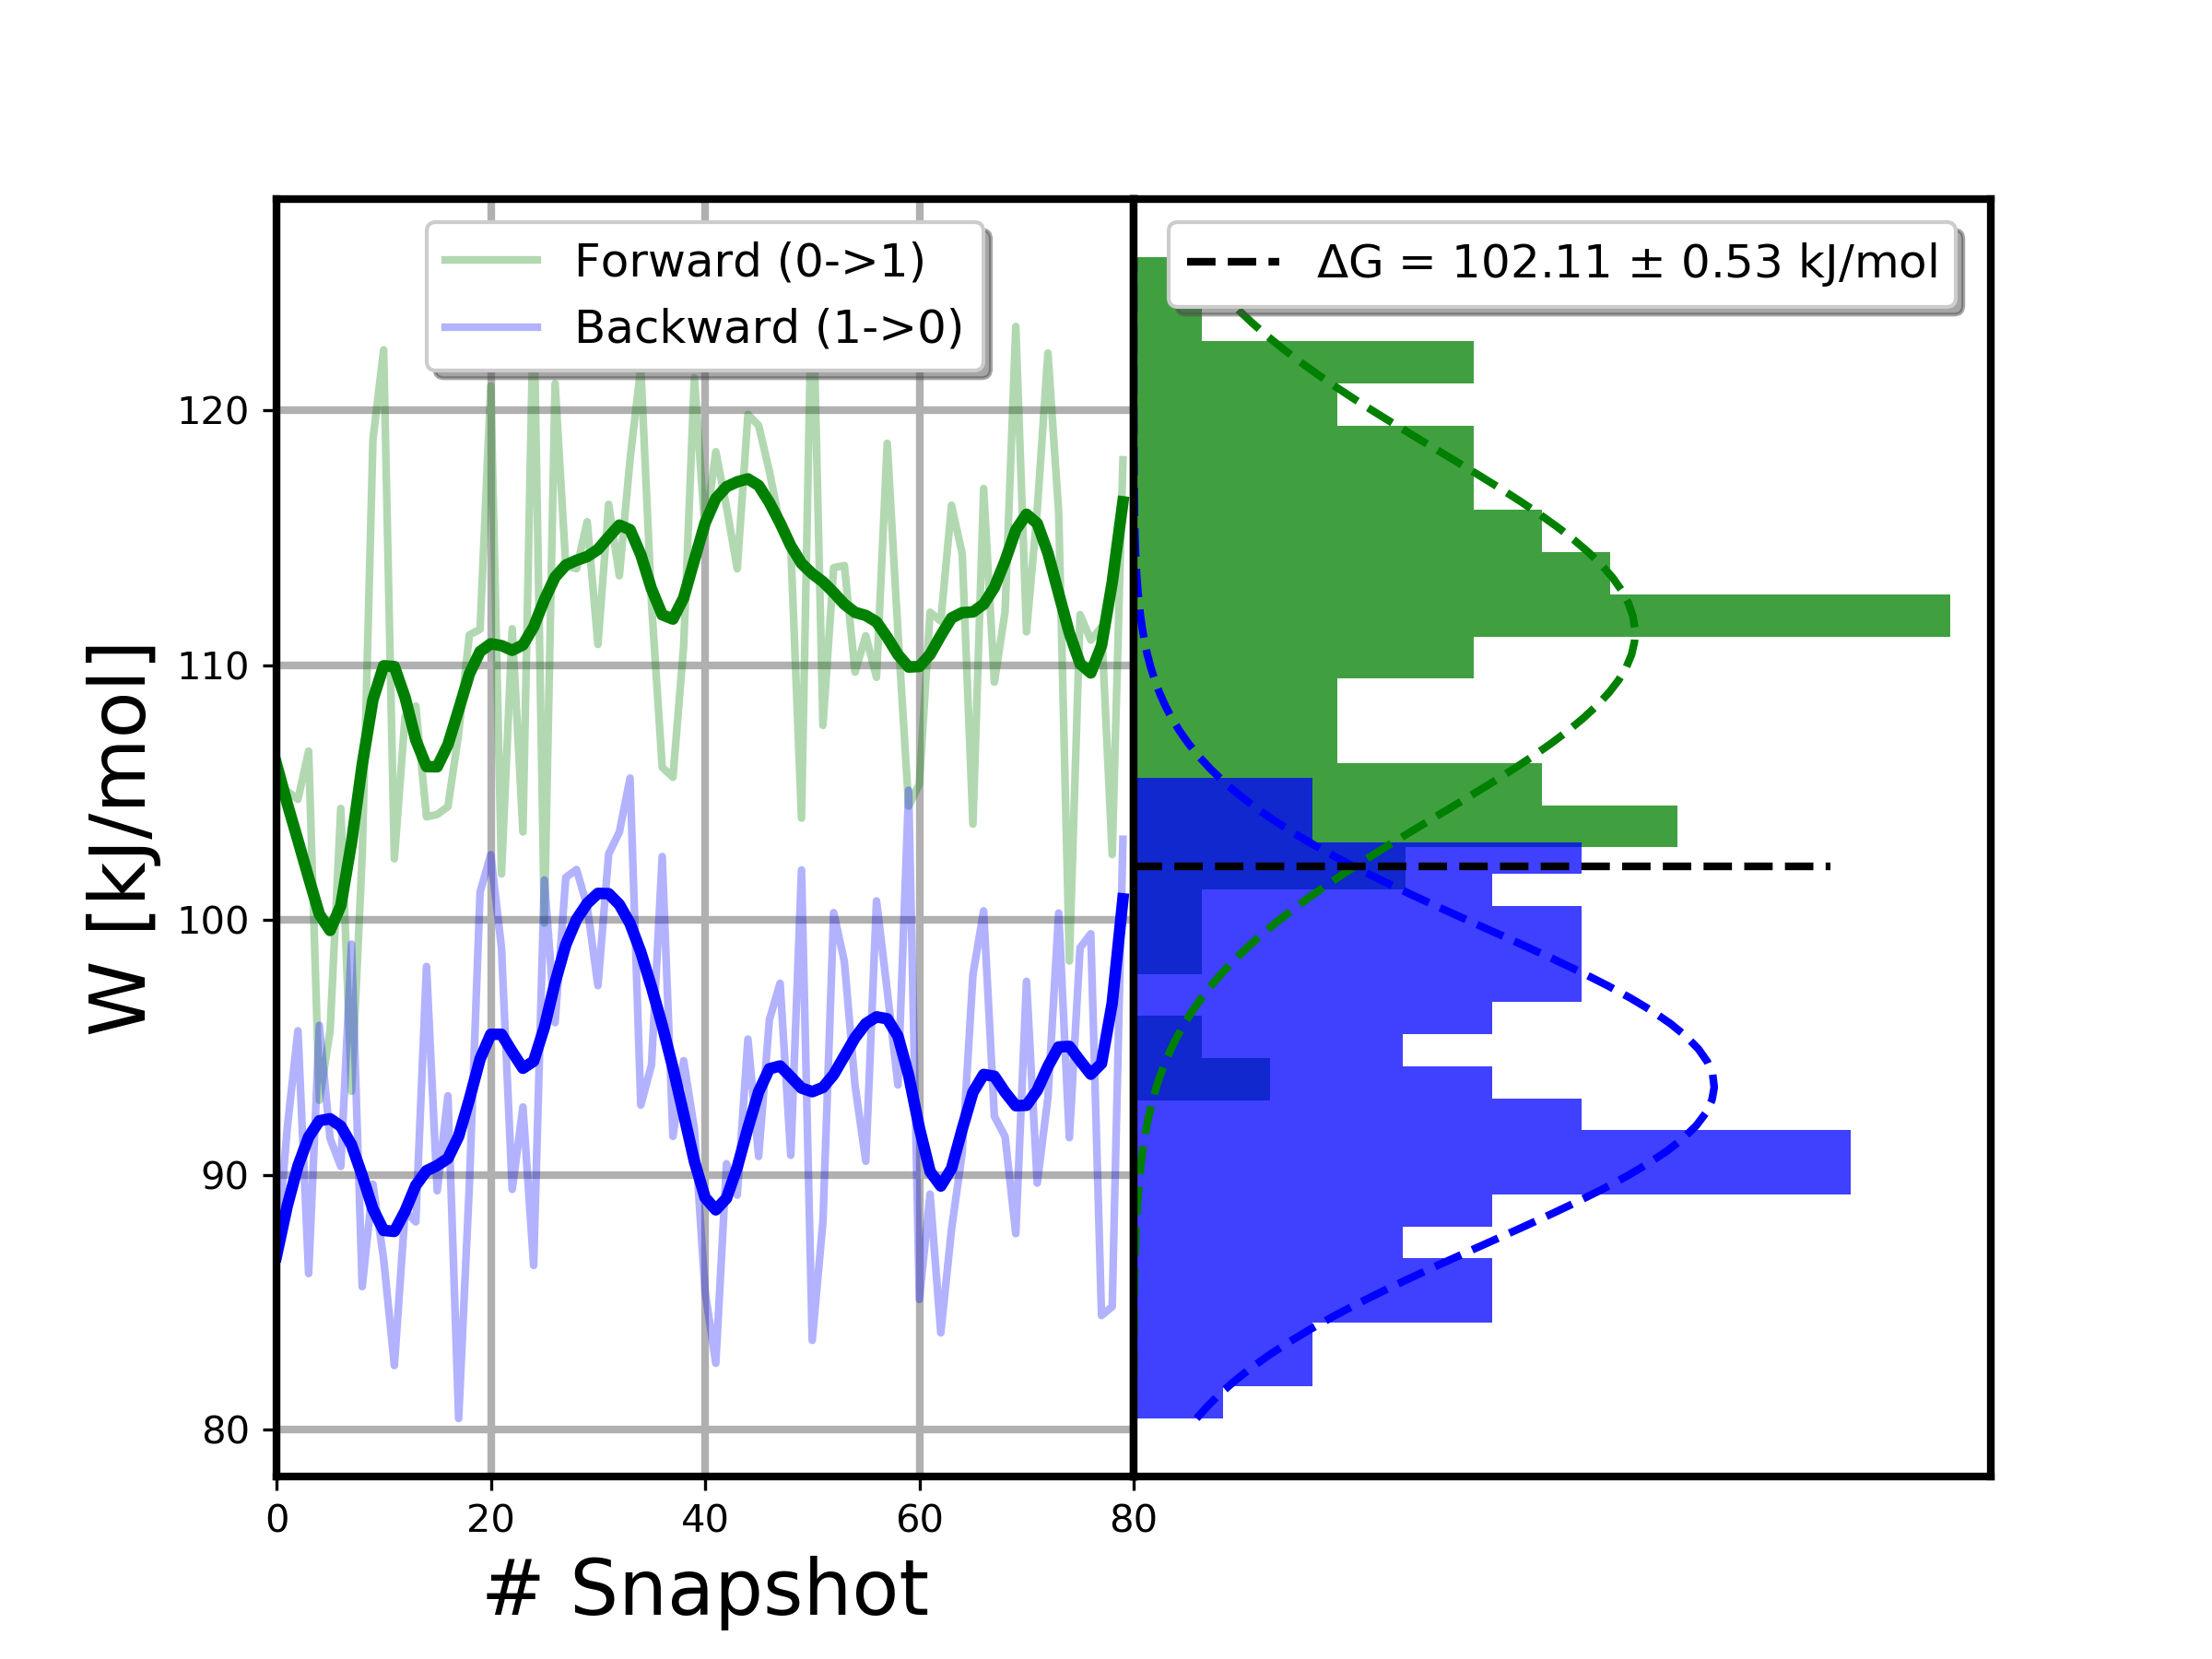 Forward (0->1)
Backward (1->0)
ΔG = 102.11 ± 0.53 kJ/mol
W [kJ/mol]
120
110
100
90
80
0 20 40 60 80
# Snapshot